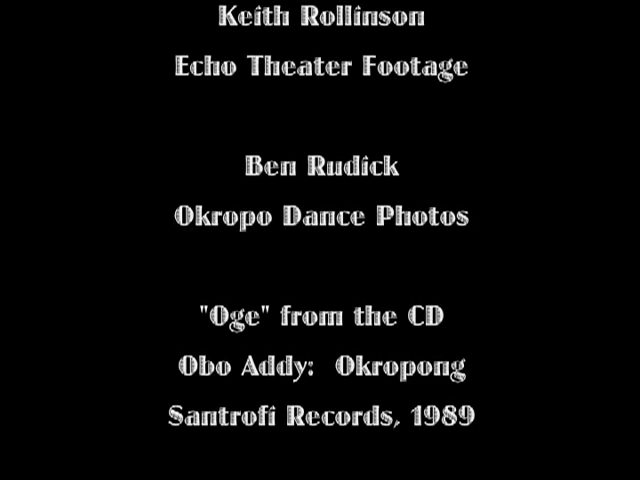 Keith Rollinson
Echo Theater Footage
Ben Rudick
Okropo Dance Photos
"Oge" from the CD
Obo Addy: Okropong
Santrofi Records, 1989